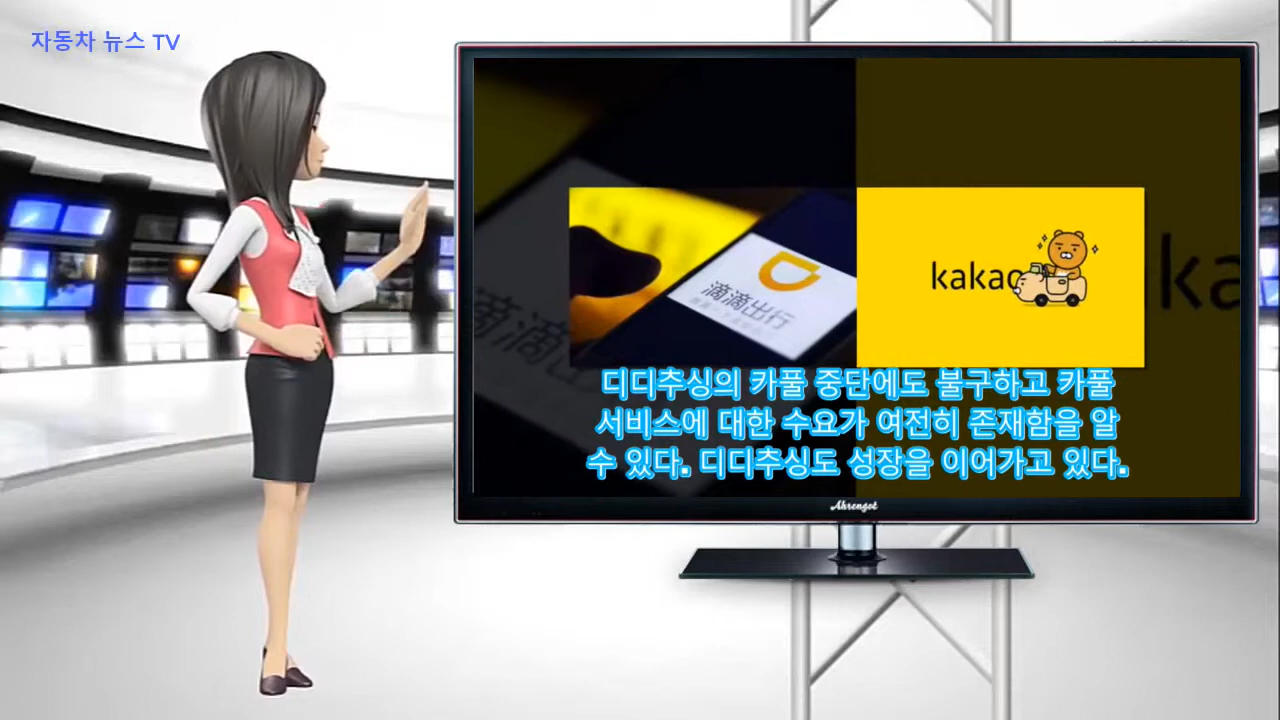 자동차 뉴스 TV
滴滴出行
kakao
ka
디디추싱의 카풀 중단에도 불구하고 카풀
서비스에 대한 수요가 여전히 존재함을 알
수 있다. 디디추싱도 성장을 이어가고 있다.
Ahrengot